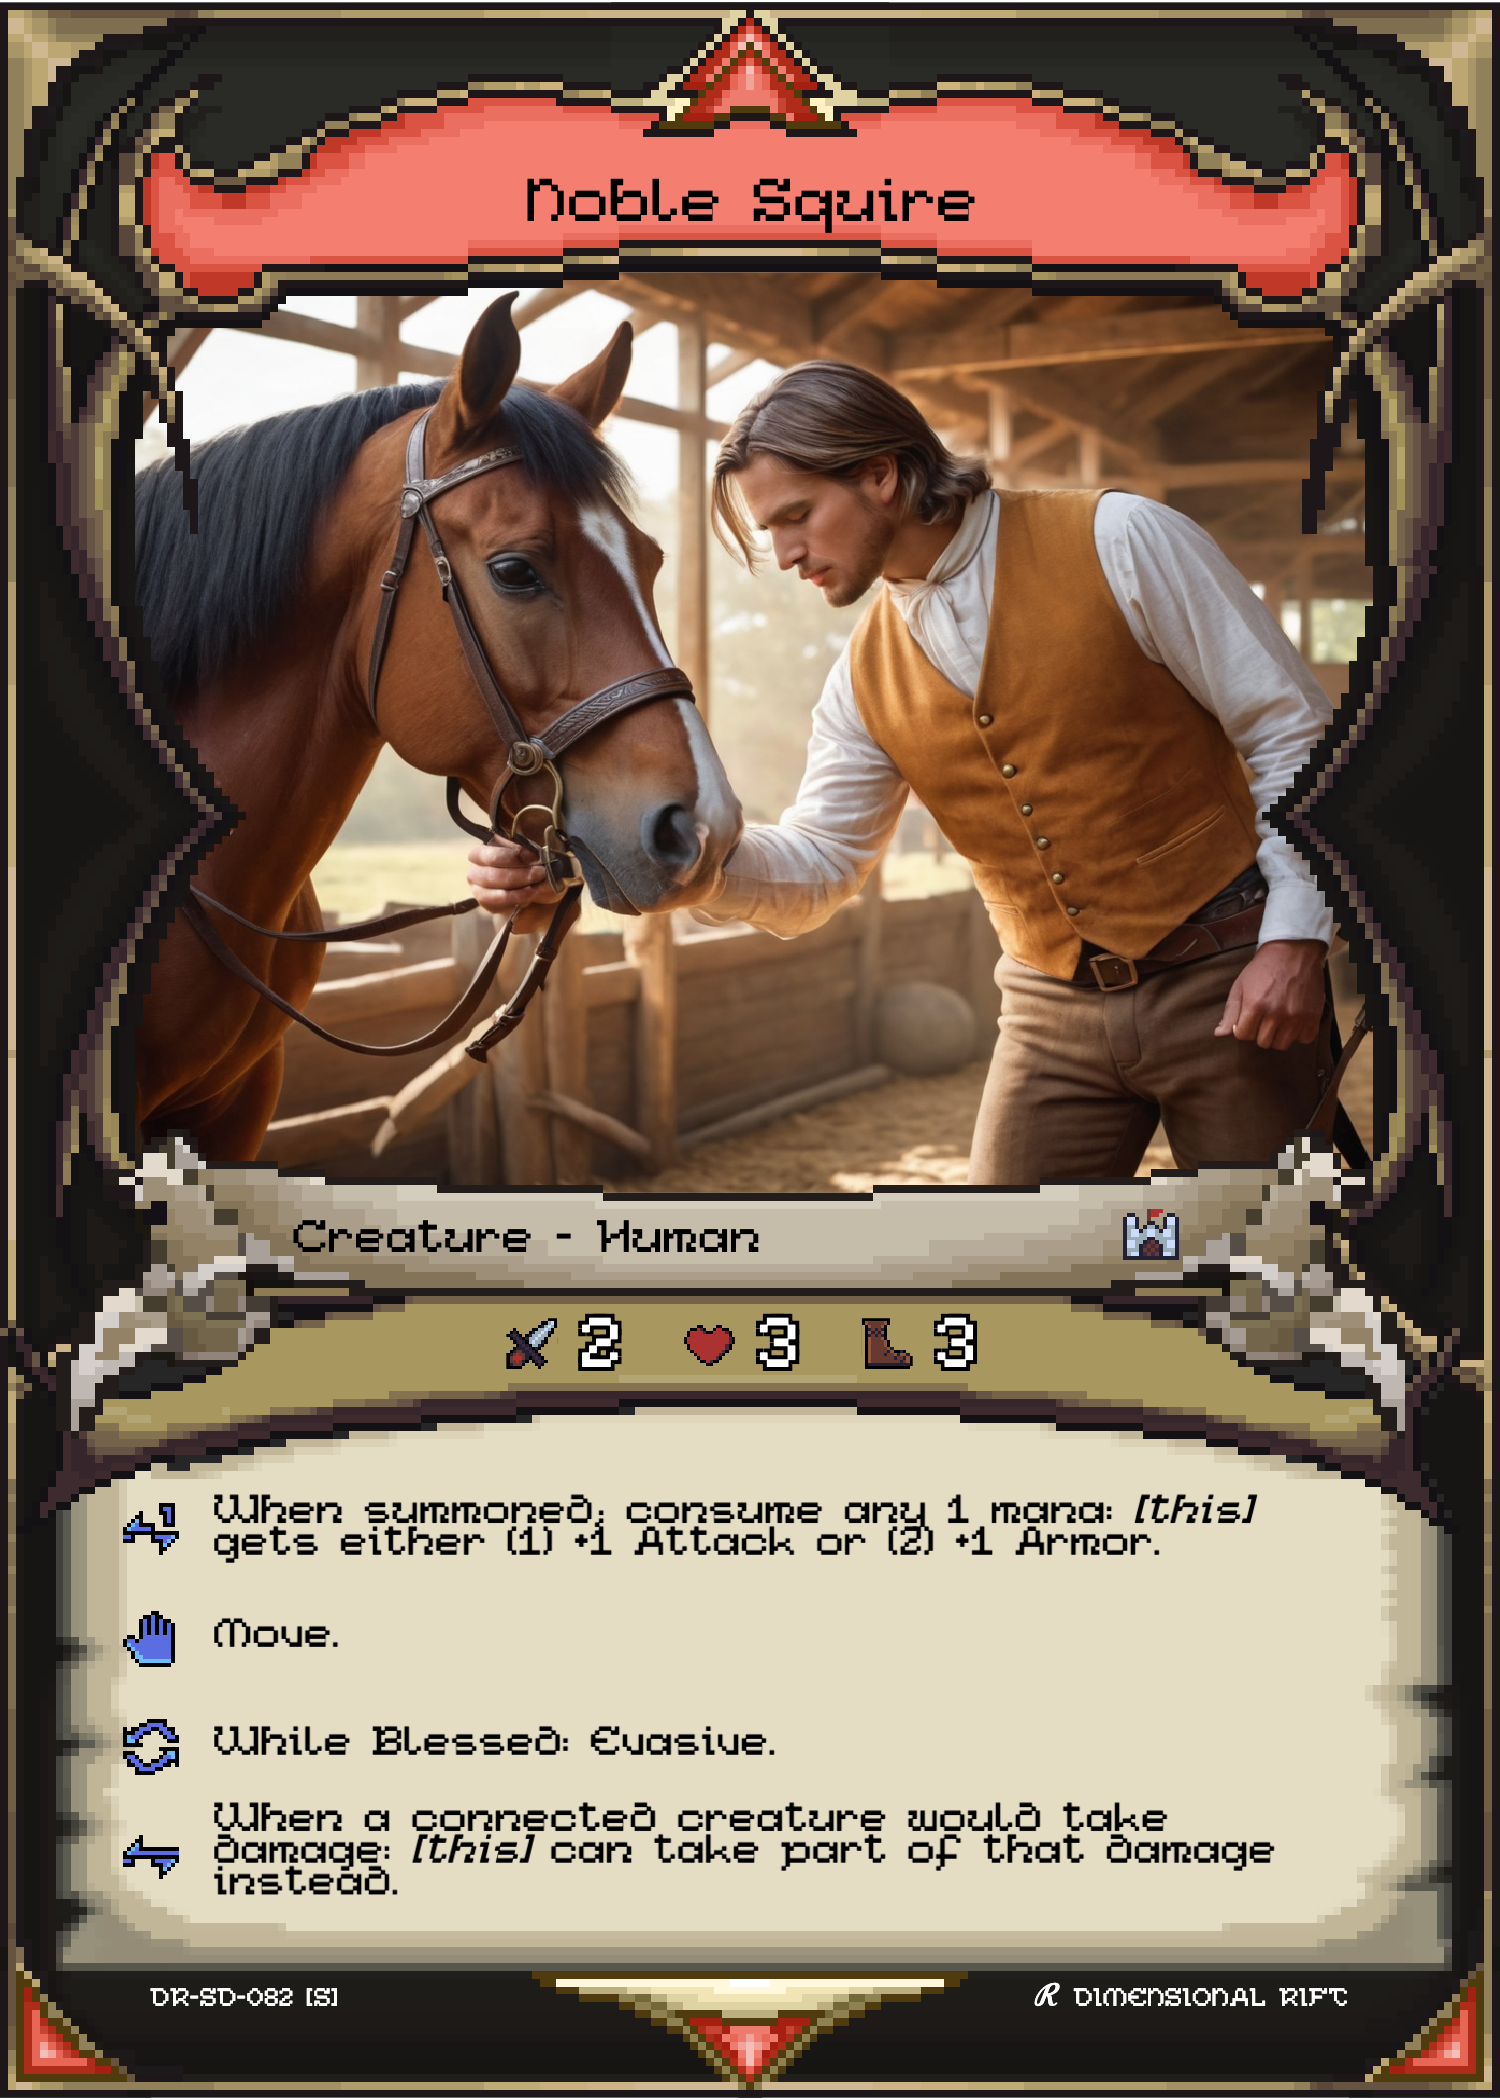 Noble Squire
Creature - Human
2 3 3
When summoned; consume any 1 mana: [this]
gets either (1) +1 Attack or (2) +1 Armor.
Move.
While Blessed: Evasive.
When a connected creature would take
damage: [this] can take part of that damage
instead.
DR-SD-082 [S] R DIMENSIONAL RIFT